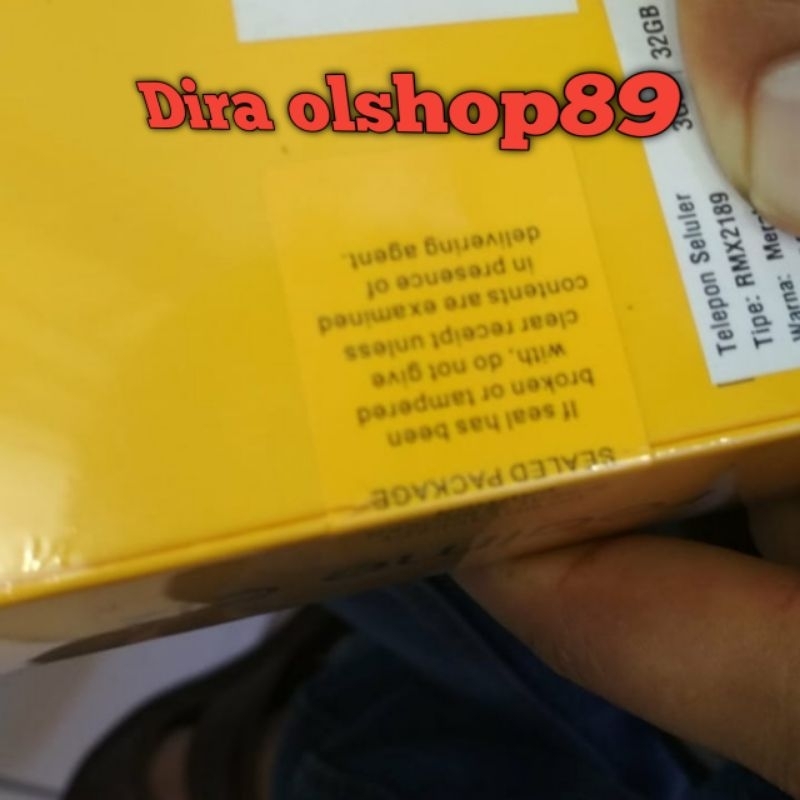 Dira olshop89
32GB
Telepon Seluler
Tipe: RMX2189
Warna:
SEALED PACKAGE
If seal has been
broken or tampered
with, do not give
clear receipt unless
contents are examined
in presence of
delivering agent.